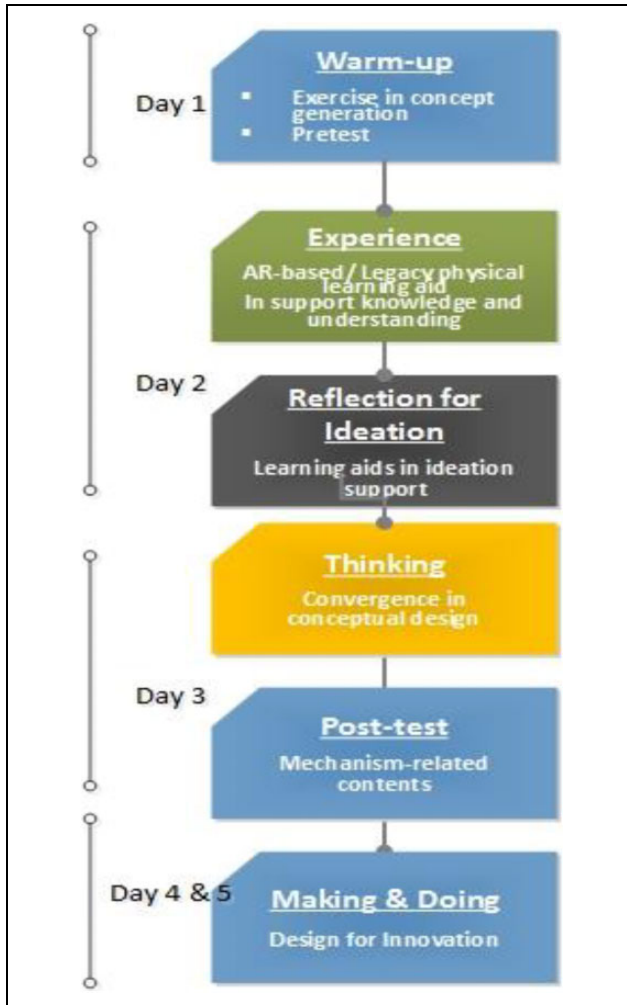 Warm-up
Day 1
▪ Exercise in concept
generation
▪ Pretest
Experience
AR-based/ Legacy physical
learning aid
In support knowledge and
understanding
Day 2
Reflection for
Ideation
Learning aids in ideation
support
Thinking
Convergence in
conceptual design
Day 3
Post-test
Mechanism-related
contents
Day 4 & 5
Making & Doing
Design for Innovation